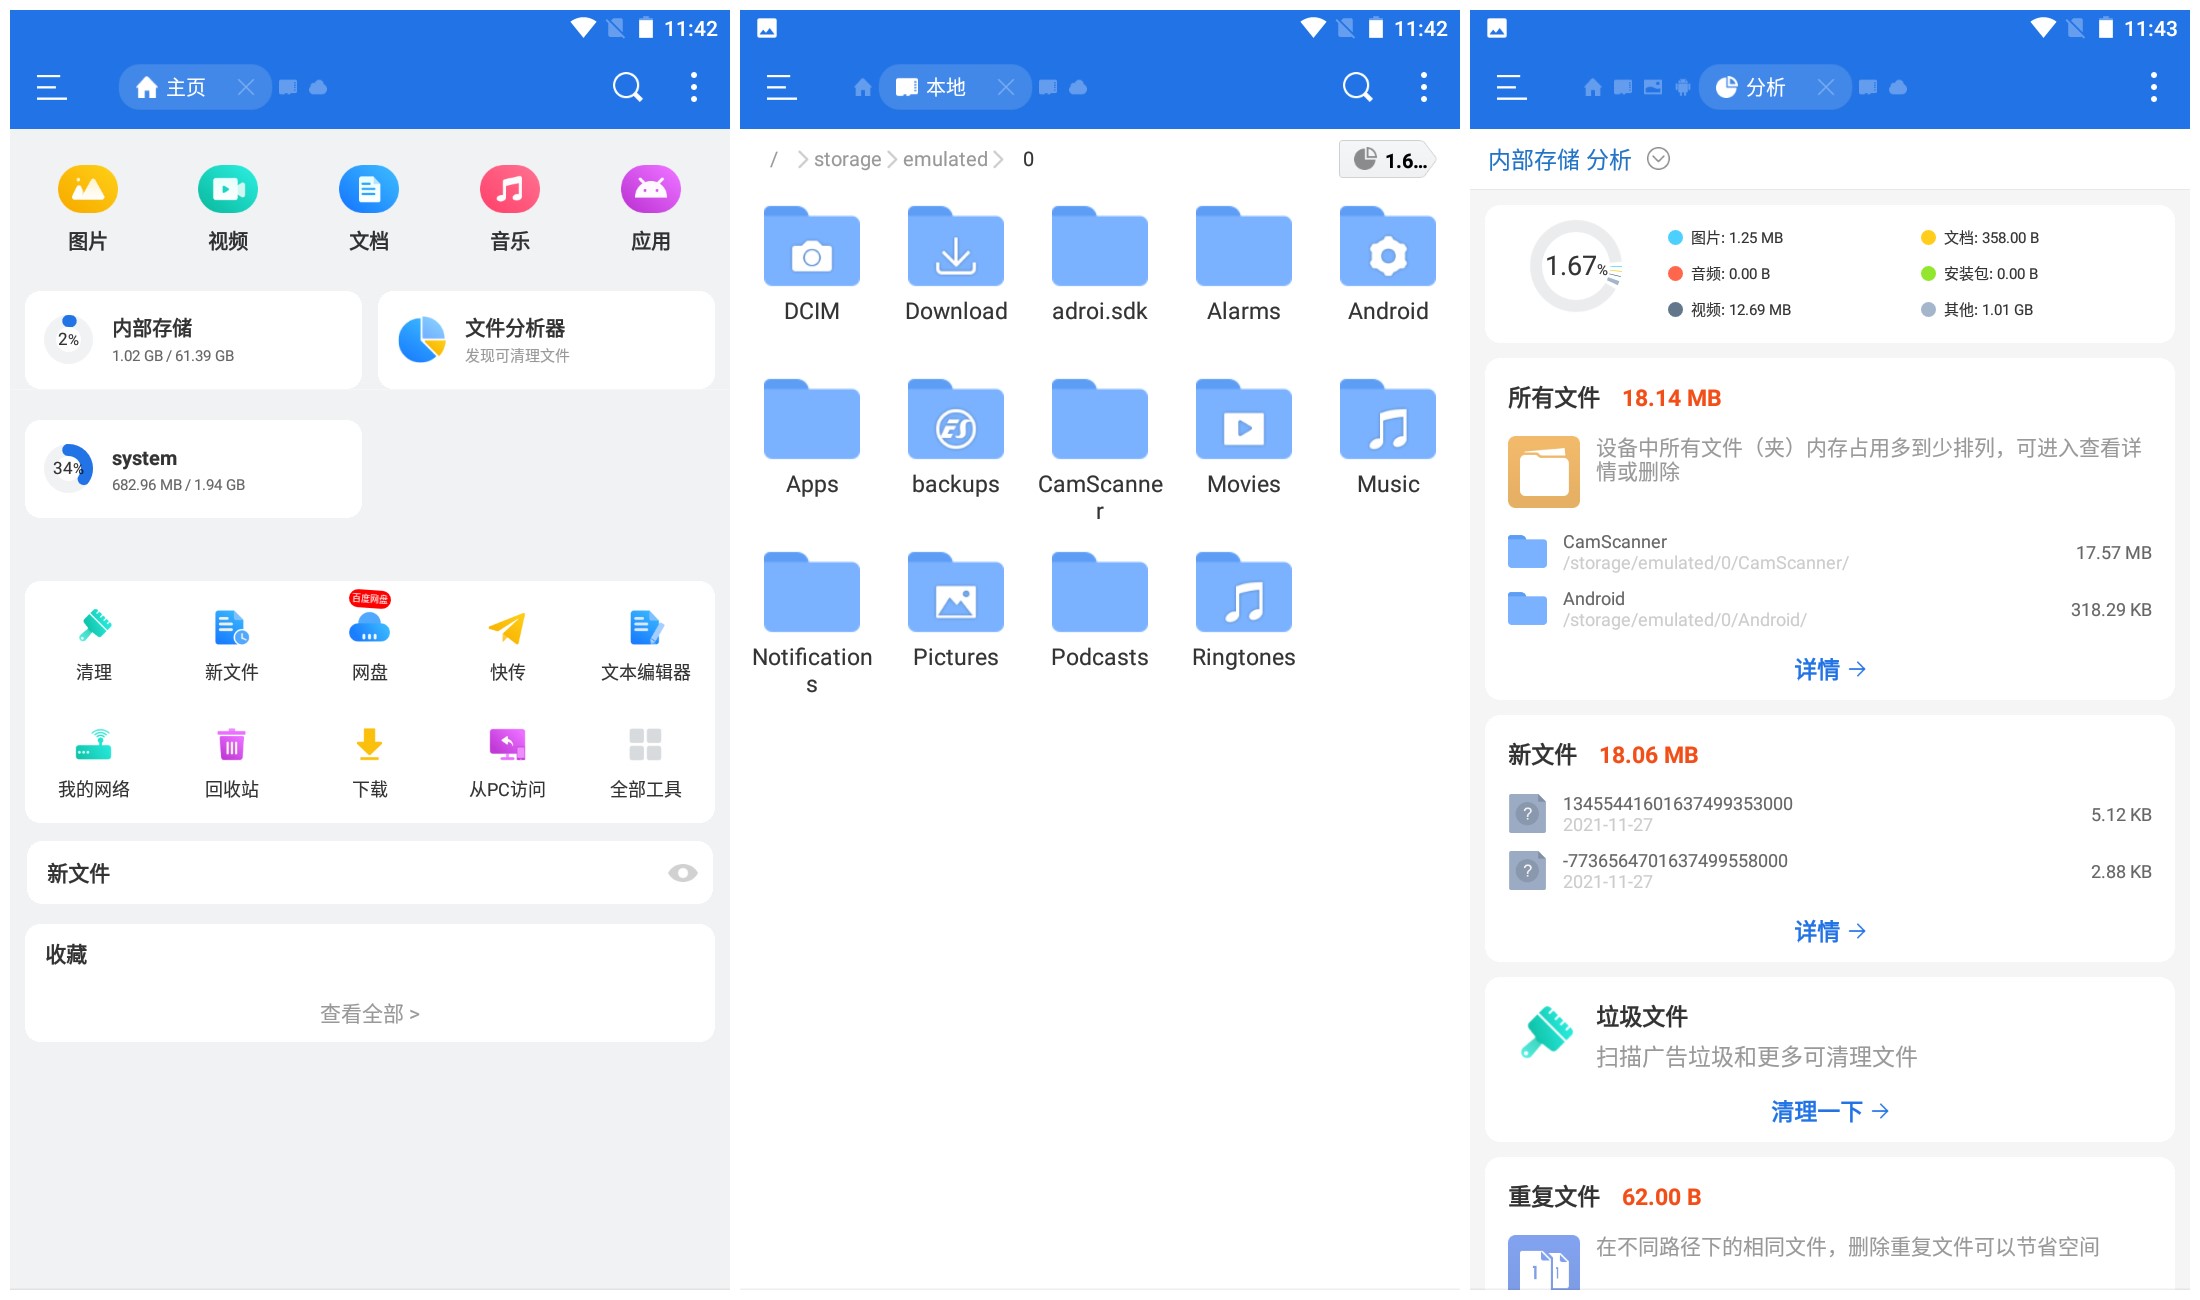 11:42
主页
图片
视频
文档
音乐
应用
2%
内部存储
1.02 GB / 61.39 GB
文件分析器
发现可清理文件
34%
system
682.96 MB / 1.94 GB
百度网盘
清理
新文件
网盘
快传
文本编辑器
我的网络
回收站
下载
从PC访问
全部工具
新文件
收藏
查看全部 >
11:42
本地
/ storage emulated 0
1.6...
DCIM
Download
adroi.sdk
Alarms
Android
Apps
ES
backups
CamScanne
r
Movies
Music
Notification
s
Pictures
Podcasts
Ringtones
11:43
分析
内部存储 分析
1.67%
图片: 1.25 MB
文档: 358.00 B
音频: 0.00 B
安装包: 0.00 B
视频: 12.69 MB
其他: 1.01 GB
所有文件 18.14 MB
设备中所有文件（夹）内存占用多到少排列，可进入查看详
情或删除
CamScanner
/storage/emulated/0/CamScanner/
17.57 MB
Android
/storage/emulated/0/Android/
318.29 KB
详情
新文件 18.06 MB
?
13455441601637499353000
2021-11-27
5.12 KB
?
-7736564701637499558000
2021-11-27
2.88 KB
详情
垃圾文件
扫描广告垃圾和更多可清理文件
清理一下
重复文件 62.00 B
在不同路径下的相同文件，删除重复文件可以节省空间
1 1